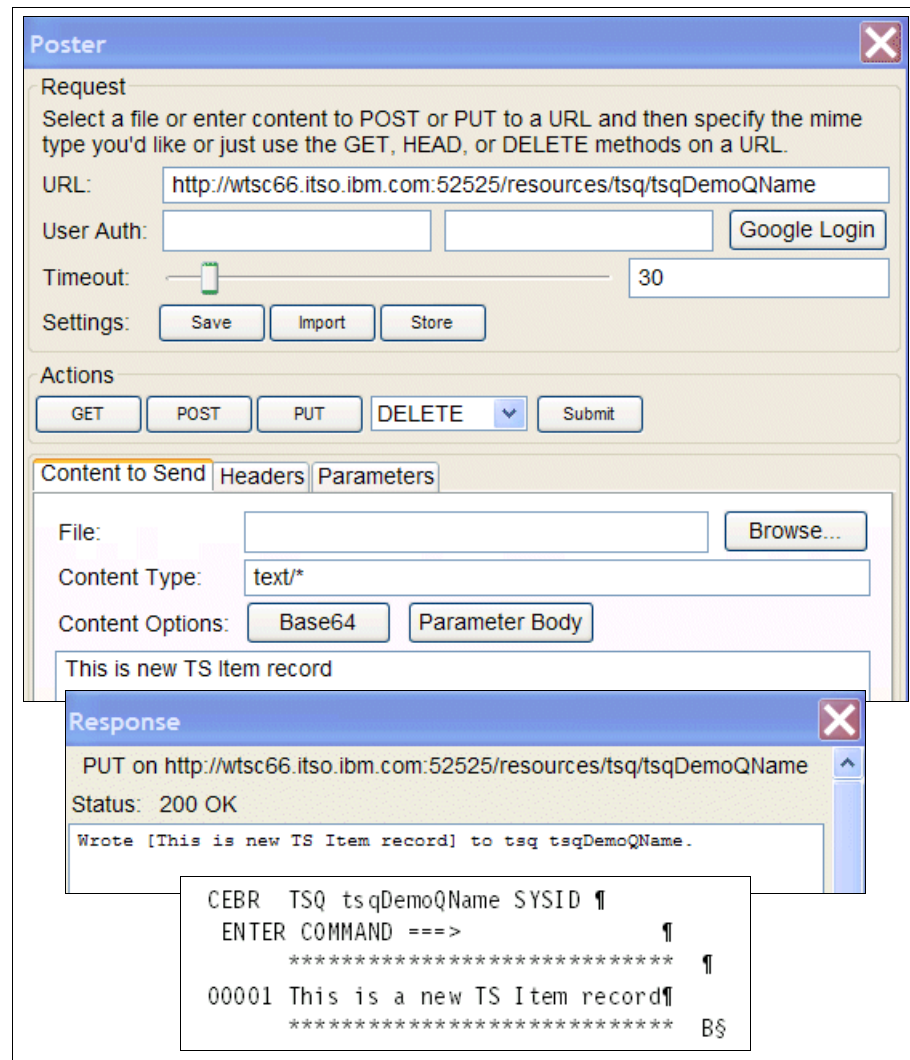 Poster
Request
Select a file or enter content to POST or PUT to a URL and then specify the mime
type you'd like or just use the GET, HEAD, or DELETE methods on a URL.
URL: http://wtsc66.itso.ibm.com:52525/resources/tsq/tsqDemoQName
User Auth: Google Login
Timeout: 30
Settings: Save Import Store
Actions
GET POST PUT DELETE Submit
Content to Send Headers Parameters
File: Browse...
Content Type: text/*
Content Options: Base64 Parameter Body
This is new TS Item record
Response
PUT on http://wtsc66.itso.ibm.com:52525/resources/tsq/tsqDemoQName
Status: 200 OK
Wrote [This is new TS Item record] to tsq tsqDemoQName.
CEBR TSQ tsqDemoQName SYSID ¶
ENTER COMMAND ===> ¶
***************************** ¶
00001 This is a new TS Item record¶
***************************** B§